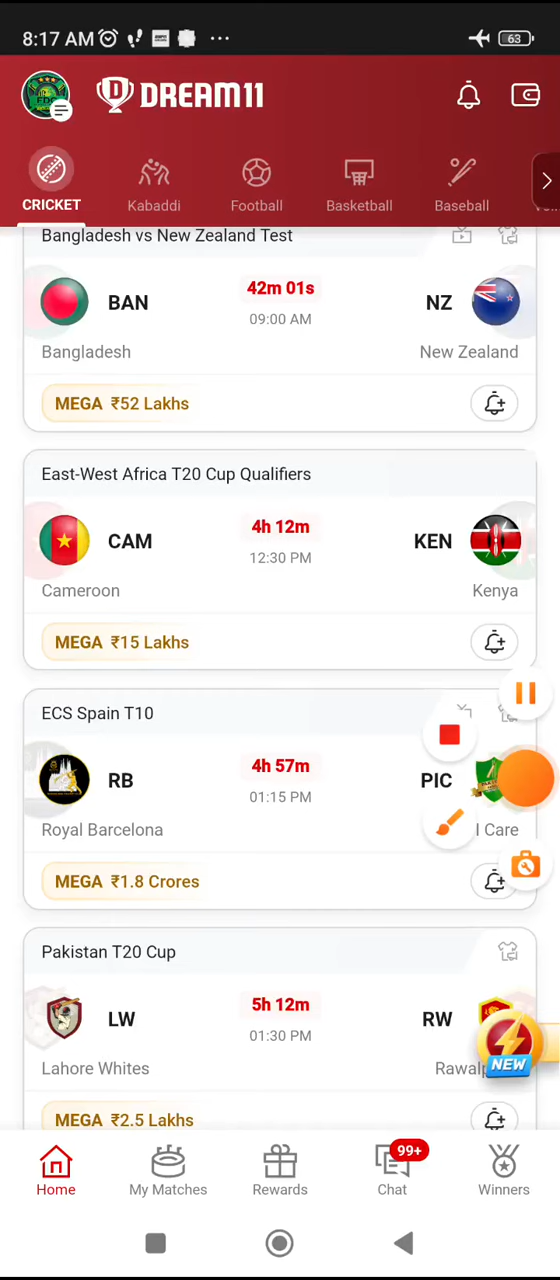 8:17 AM
63
DREAM11
CRICKET
Kabaddi
Football
Basketball
Baseball
Bangladesh vs New Zealand Test
BAN
42m 01s
NZ
09:00 AM
Bangladesh
New Zealand
MEGA ₹52 Lakhs
East-West Africa T20 Cup Qualifiers
CAM
4h 12m
KEN
12:30 PM
Cameroon
Kenya
MEGA ₹15 Lakhs
ECS Spain T10
RB
4h 57m
PIC
01:15 PM
Royal Barcelona
l Care
MEGA ₹1.8 Crores
Pakistan T20 Cup
LW
5h 12m
RW
01:30 PM
Lahore Whites
Rawalp
NEW
MEGA ₹2.5 Lakhs
99+
Home
My Matches
Rewards
Chat
Winners